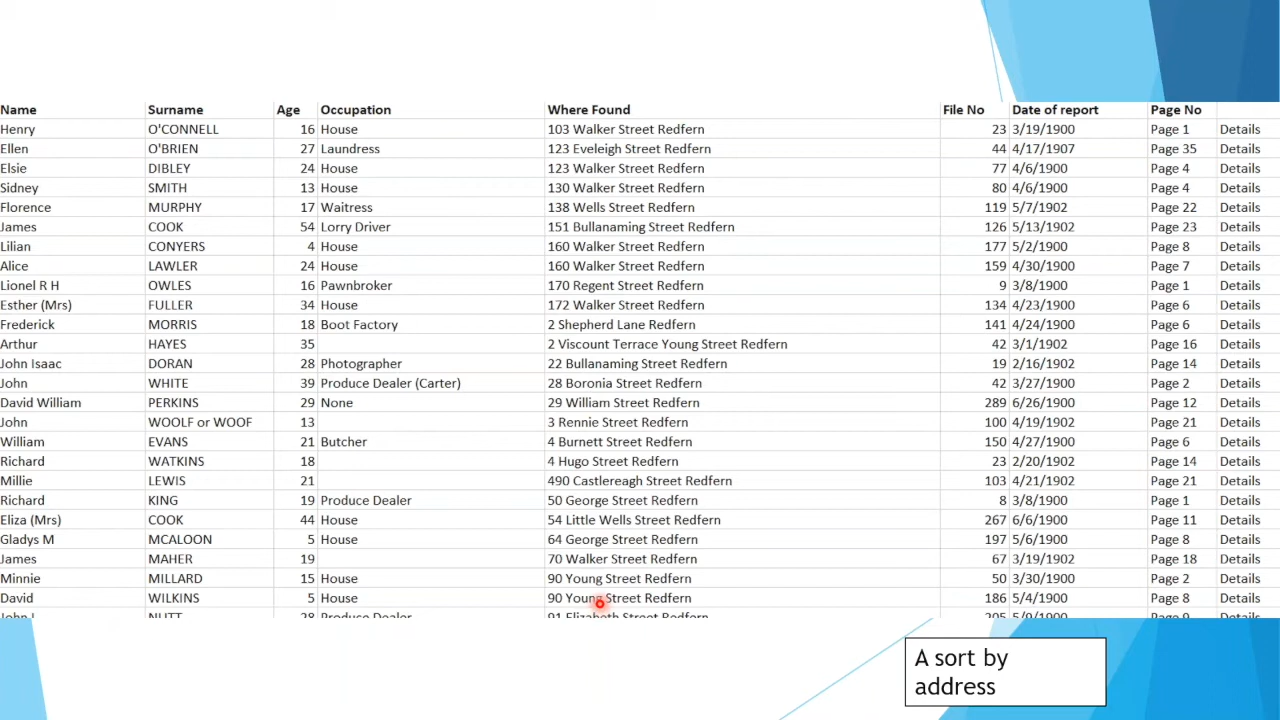 Name Surname Age Occupation Where Found File No Date of report Page No
Henry O'CONNELL 16 House 103 Walker Street Redfern 23 3/19/1900 Page 1 Details
Ellen O'BRIEN 27 Laundress 123 Eveleigh Street Redfern 44 4/17/1907 Page 35 Details
Elsie DIBLEY 24 House 123 Walker Street Redfern 77 4/6/1900 Page 4 Details
Sidney SMITH 13 House 130 Walker Street Redfern 80 4/6/1900 Page 4 Details
Florence MURPHY 17 Waitress 138 Wells Street Redfern 119 5/7/1902 Page 22 Details
James COOK 54 Lorry Driver 151 Bullanaming Street Redfern 126 5/13/1902 Page 23 Details
Lilian CONYERS 4 House 160 Walker Street Redfern 177 5/2/1900 Page 8 Details
Alice LAWLER 24 House 160 Walker Street Redfern 159 4/30/1900 Page 7 Details
Lionel R H OWLES 16 Pawnbroker 170 Regent Street Redfern 9 3/8/1900 Page 1 Details
Esther (Mrs) FULLER 34 House 172 Walker Street Redfern 134 4/23/1900 Page 6 Details
Frederick MORRIS 18 Boot Factory 2 Shepherd Lane Redfern 141 4/24/1900 Page 6 Details
Arthur HAYES 35 2 Viscount Terrace Young Street Redfern 42 3/1/1902 Page 16 Details
John Isaac DORAN 28 Photographer 22 Bullanaming Street Redfern 19 2/16/1902 Page 14 Details
John WHITE 39 Produce Dealer (Carter) 28 Boronia Street Redfern 42 3/27/1900 Page 2 Details
David William PERKINS 29 None 29 William Street Redfern 289 6/26/1900 Page 12 Details
John WOOLF or WOOF 13 3 Rennie Street Redfern 100 4/19/1902 Page 21 Details
William EVANS 21 Butcher 4 Burnett Street Redfern 150 4/27/1900 Page 6 Details
Richard WATKINS 18 4 Hugo Street Redfern 23 2/20/1902 Page 14 Details
Millie LEWIS 21 490 Castlereagh Street Redfern 103 4/21/1902 Page 21 Details
Richard KING 19 Produce Dealer 50 George Street Redfern 8 3/8/1900 Page 1 Details
Eliza (Mrs) COOK 44 House 54 Little Wells Street Redfern 267 6/6/1900 Page 11 Details
Gladys M MCALOON 5 House 64 George Street Redfern 197 5/6/1900 Page 8 Details
James MAHER 19 70 Walker Street Redfern 67 3/19/1902 Page 18 Details
Minnie MILLARD 15 House 90 Young Street Redfern 50 3/30/1900 Page 2 Details
David WILKINS 5 House 90 Young Street Redfern 186 5/4/1900 Page 8 Details
NUTT 28 Produce Dealer 91 Elizabeth Street Redfern Details
A sort by
address